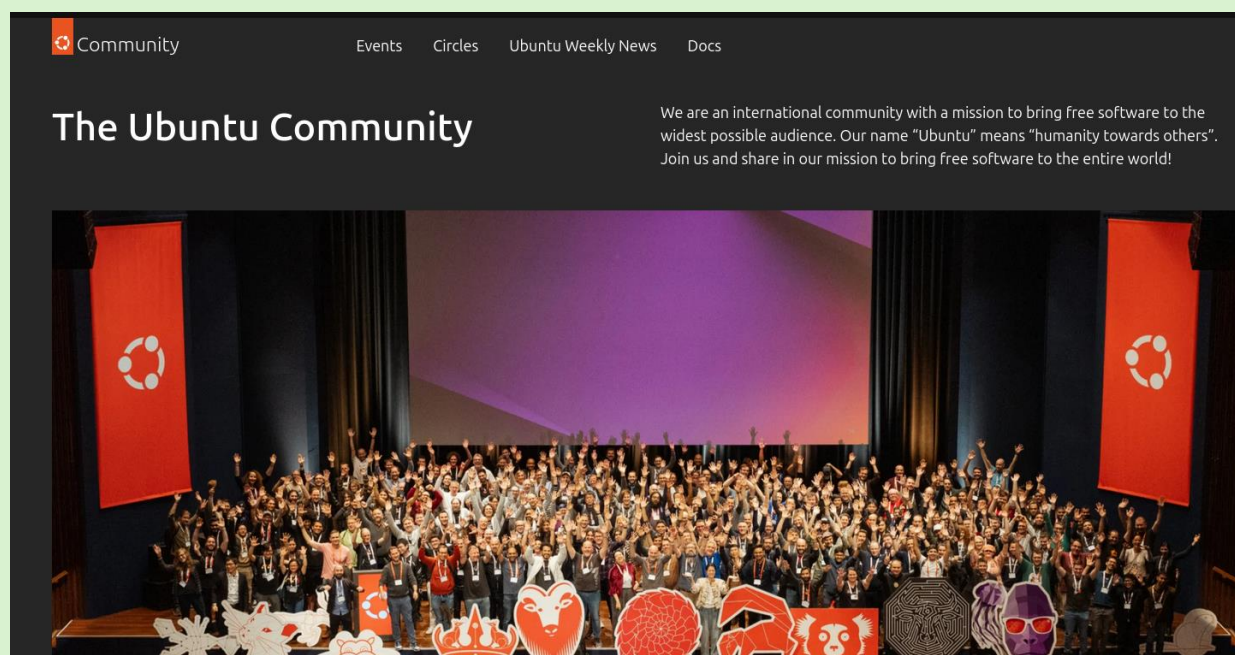 Community
Events
Circles
Ubuntu Weekly News
Docs
The Ubuntu Community
We are an international community with a mission to bring free software to the
widest possible audience. Our name “Ubuntu” means “humanity towards others”.
Join us and share in our mission to bring free software to the entire world!